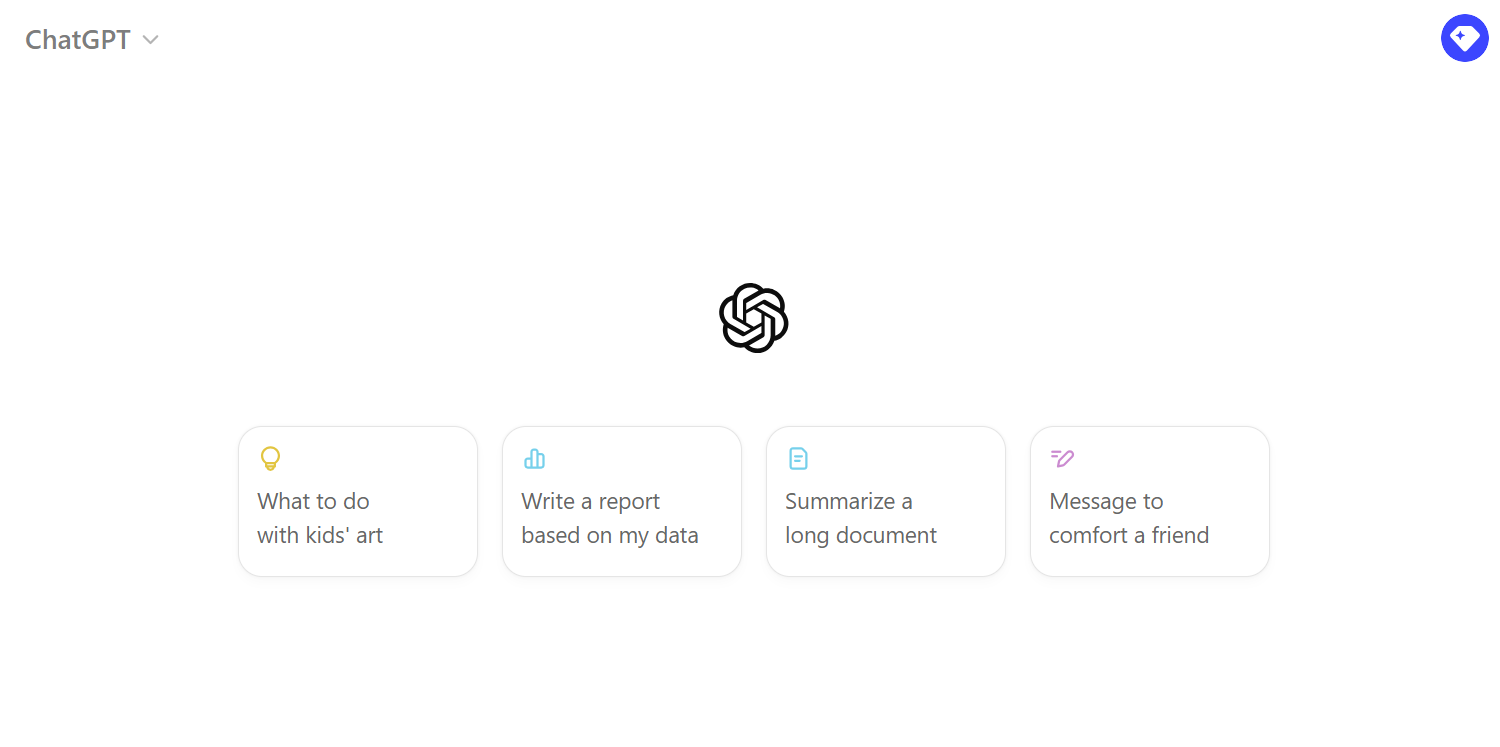 ChatGPT
What to do
with kids' art
Write a report
based on my data
Summarize a
long document
Message to
comfort a friend